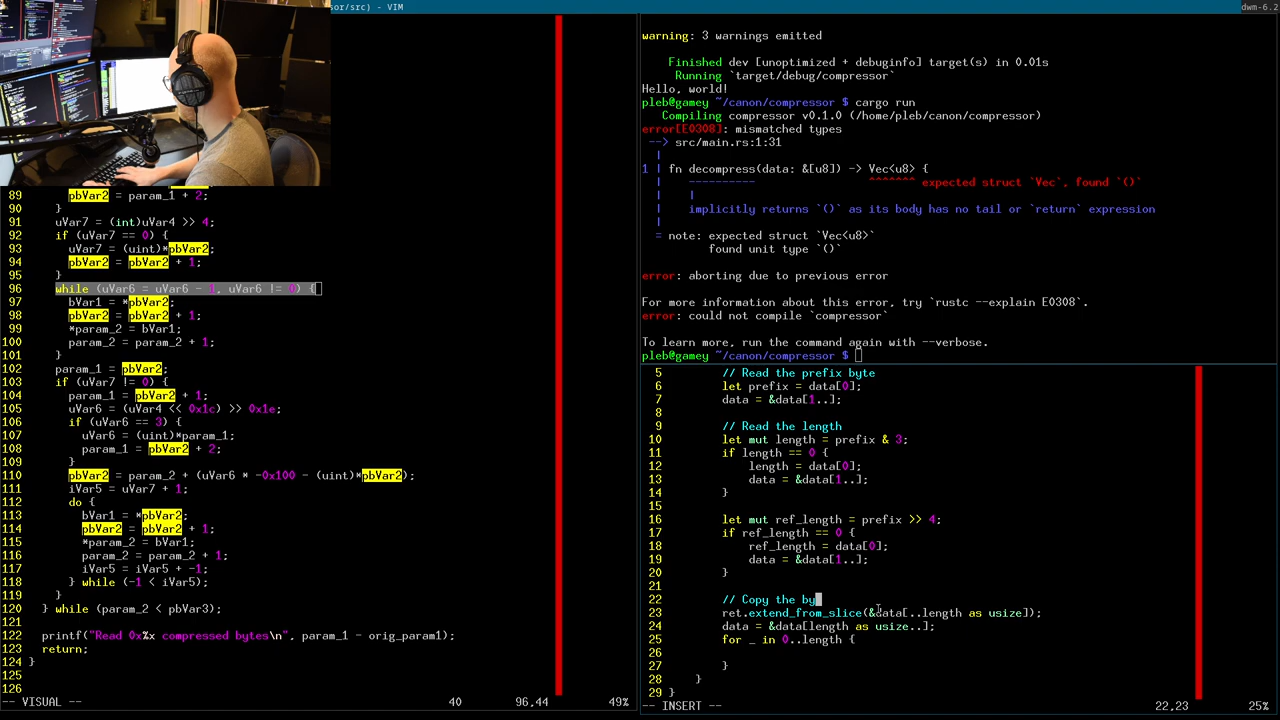 sor/src) - VIM
dwm-6.2
89 pbVar2 = param_1 + 2;
90 }
91 uVar7 = (int)uVar4 >> 4;
92 if (uVar7 == 0) {
93 uVar7 = (uint)*pbVar2;
94 pbVar2 = pbVar2 + 1;
95 }
96 while (uVar6 = uVar6 - 1, uVar6 != 0) {
97 bVar1 = *pbVar2;
98 pbVar2 = pbVar2 + 1;
99 *param_2 = bVar1;
100 param_2 = param_2 + 1;
101 }
102 param_1 = pbVar2;
103 if (uVar7 != 0) {
104 param_1 = pbVar2 + 1;
105 uVar6 = (uVar4 << 0x1c) >> 0x1e;
106 if (uVar6 == 3) {
107 uVar6 = (uint)*param_1;
108 param_1 = pbVar2 + 2;
109 }
110 pbVar2 = param_2 + (uVar6 * -0x100 - (uint)*pbVar2);
111 iVar5 = uVar7 + 1;
112 do {
113 bVar1 = *pbVar2;
114 pbVar2 = pbVar2 + 1;
115 *param_2 = bVar1;
116 param_2 = param_2 + 1;
117 iVar5 = iVar5 + -1;
118 } while (-1 < iVar5);
119 }
120 } while (param_2 < pbVar3);
121
122 printf("Read 0x%x compressed bytes\n", param_1 - orig_param1);
123 return;
124 }
125
126
-- VISUAL -- 40 96,44 49%
warning: 3 warnings emitted
Finished dev [unoptimized + debuginfo] target(s) in 0.01s
Running `target/debug/compressor`
Hello, world!
pleb@gamey ~/canon/compressor $ cargo run
Compiling compressor v0.1.0 (/home/pleb/canon/compressor)
error[E0308]: mismatched types
--> src/main.rs:1:31
|
1 | fn decompress(data: &[u8]) -> Vec<u8> {
| ---------- ^^^^^^^ expected struct `Vec`, found `()`
| |
| implicitly returns `()` as its body has no tail or `return` expression
|
= note: expected struct `Vec<u8>`
found unit type `()`
error: aborting due to previous error
For more information about this error, try `rustc --explain E0308`.
error: could not compile `compressor`
To learn more, run the command again with --verbose.
pleb@gamey ~/canon/compressor $
5 // Read the prefix byte
6 let prefix = data[0];
7 data = &data[1..];
8
9 // Read the length
10 let mut length = prefix & 3;
11 if length == 0 {
12 length = data[0];
13 data = &data[1..];
14 }
15
16 let mut ref_length = prefix >> 4;
17 if ref_length == 0 {
18 ref_length = data[0];
19 data = &data[1..];
20 }
21
22 // Copy the by
23 ret.extend_from_slice(&data[..length as usize]);
24 data = &data[length as usize..];
25 for _ in 0..length {
26
27 }
28 }
29 }
-- INSERT -- 22,23 25%